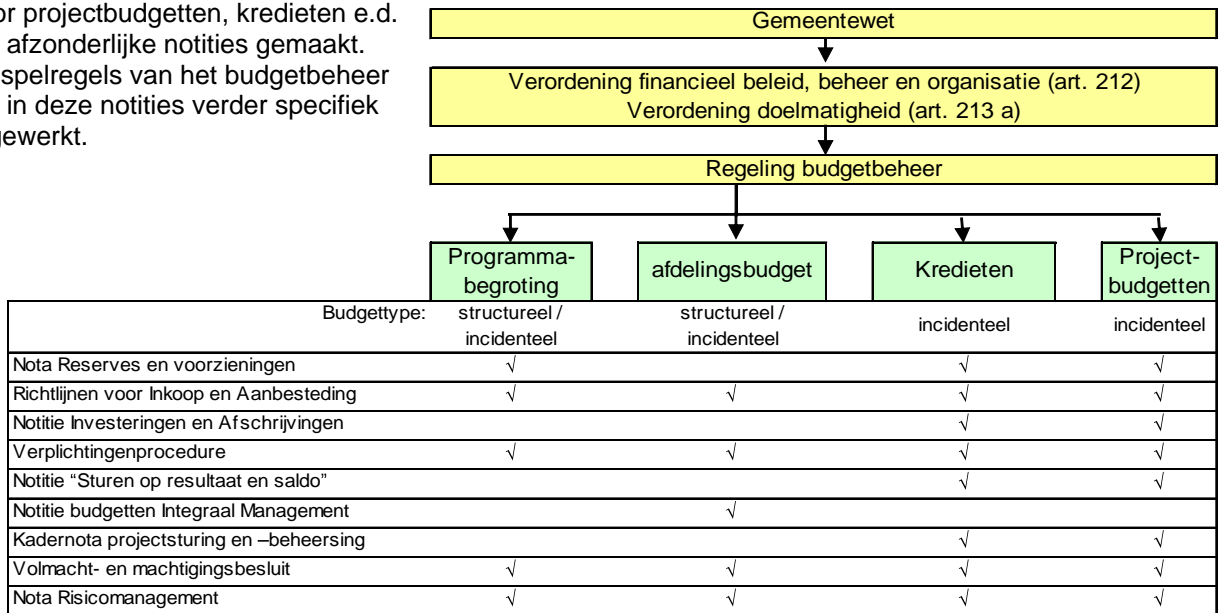 or projectbudgetten, kredieten e.d.
afzonderlijke notities gemaakt.
spelregels van het budgetbeheer
in deze notities verder specifiek
gewerkt.
Gemeentewet
Verordening financieel beleid, beheer en organisatie (art. 212)
Verordening doelmatigheid (art. 213 a)
Regeling budgetbeheer
Programma-
begroting
afdelingsbudget
Kredieten
Project-
budgetten
Budgettype: structureel / incidenteel structureel / incidenteel incidenteel incidenteel
Nota Reserves en voorzieningen √ √ √
Richtlijnen voor Inkoop en Aanbesteding √ √ √ √
Notitie Investeringen en Afschrijvingen √ √
Verplichtingenprocedure √ √ √ √
Notitie “Sturen op resultaat en saldo” √ √
Notitie budgetten Integraal Management √
Kadernota projectsturing en –beheersing √ √
Volmacht- en machtigingsbesluit √ √ √ √
Nota Risicomanagement √ √ √ √